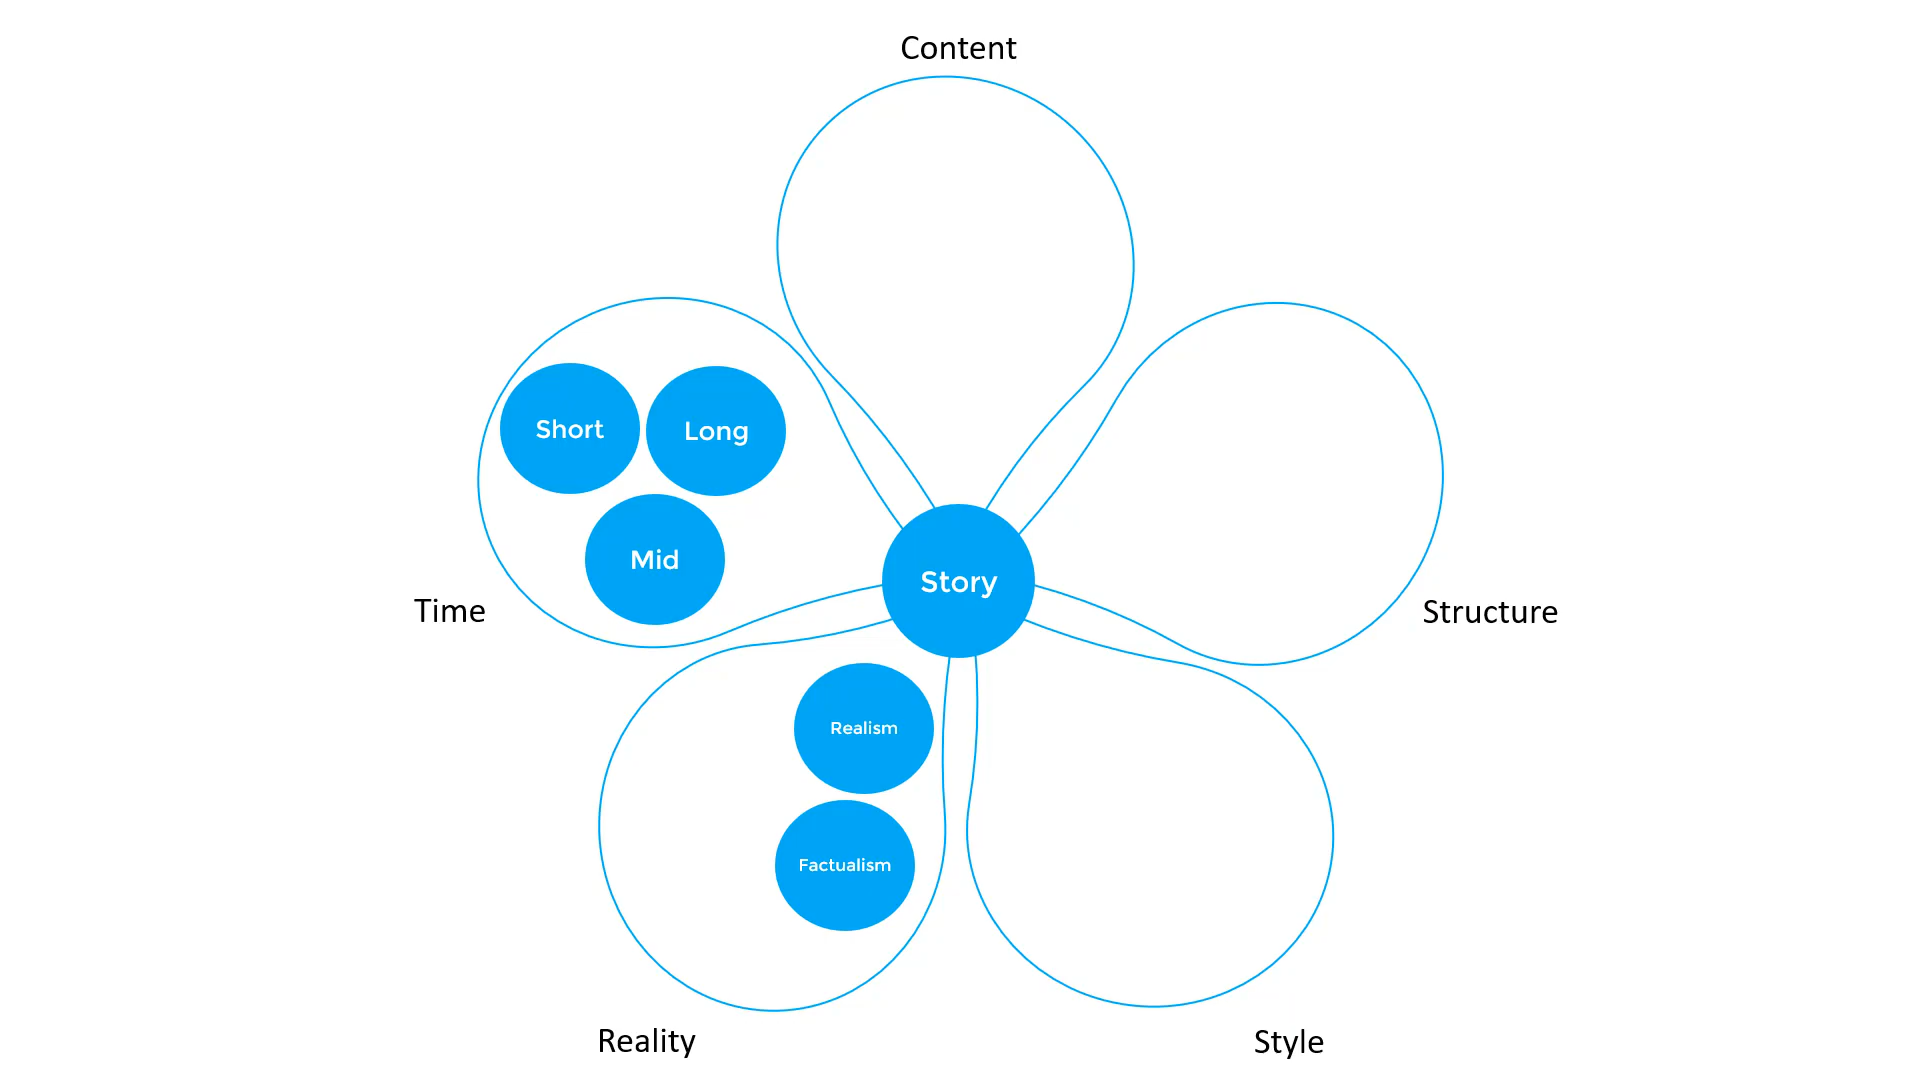 Content
Short
Long
Mid
Time
Story
Structure
Realism
Factualism
Reality
Style